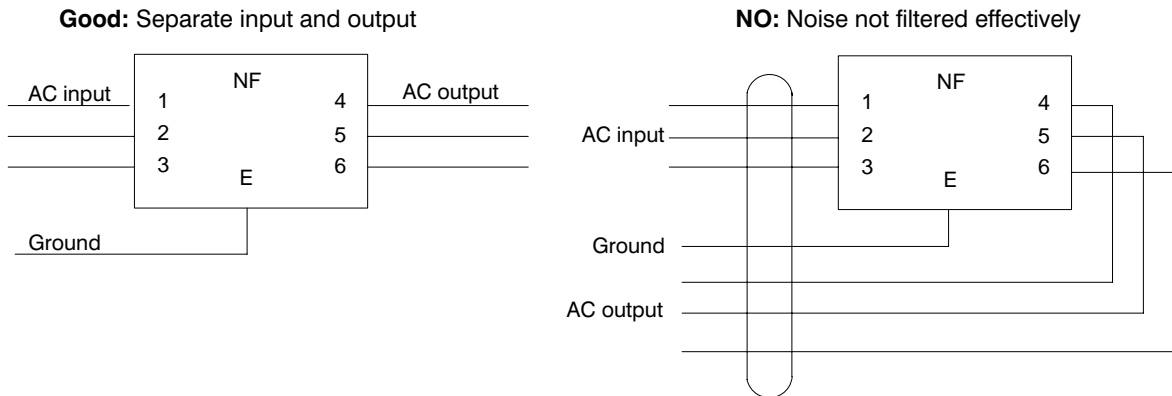 Good: Separate input and output
AC input
NF
1
2
3
4
5
6
E
AC output
Ground
NO: Noise not filtered effectively
AC input
NF
1
2
3
4
5
6
E
Ground
AC output